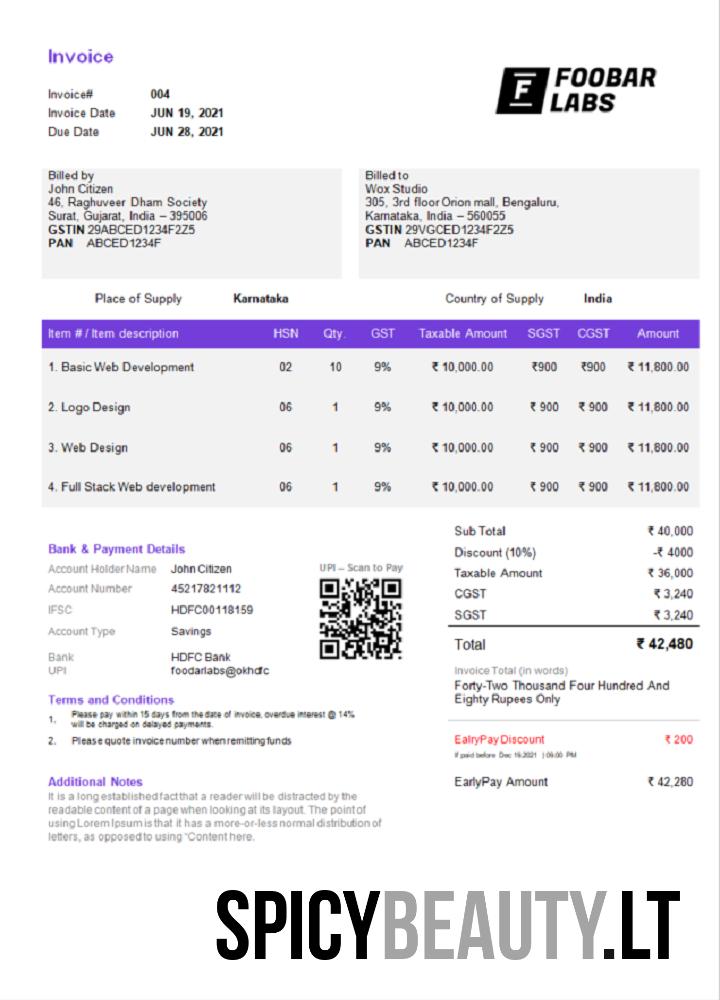 Invoice
FOOBAR
LABS
Invoice# 004
Invoice Date JUN 19, 2021
Due Date JUN 28, 2021
Billed by
John Citizen
46, Raghuveer Dham Society
Surat, Gujarat, India – 395006
GSTIN 29ABCED1234F2Z5
PAN ABCED1234F
Billed to
Wox Studio
305, 3rd floor Orion mall, Bengaluru,
Karnataka, India – 560055
GSTIN 29VGCED1234F2Z5
PAN ABCED1234F
Place of Supply Karnataka Country of Supply India
Item # / Item description HSN Qty. GST Taxable Amount SGST CGST Amount
1. Basic Web Development 02 10 9% ₹ 10,000.00 ₹900 ₹900 ₹ 11,800.00
2. Logo Design 06 1 9% ₹ 10,000.00 ₹ 900 ₹ 900 ₹ 11,800.00
3. Web Design 06 1 9% ₹ 10,000.00 ₹ 900 ₹ 900 ₹ 11,800.00
4. Full Stack Web development 06 1 9% ₹ 10,000.00 ₹ 900 ₹ 900 ₹ 11,800.00
Bank & Payment Details
Account Holder Name John Citizen
Account Number 45217821112
IFSC HDFC00118159
Account Type Savings
Bank HDFC Bank
UPI foodarlabs@okhdfc
UPI – Scan to Pay
Sub Total ₹ 40,000
Discount (10%) -₹ 4000
Taxable Amount ₹ 36,000
CGST ₹ 3,240
SGST ₹ 3,240
Total ₹ 42,480
Invoice Total (in words)
Forty-Two Thousand Four Hundred And
Eighty Rupees Only
EalryPay Discount ₹ 200
If paid before Dec 19,2021 | 06:00 PM
EarlyPay Amount ₹ 42,280
Terms and Conditions
1. Please pay within 15 days from the date of invoice, overdue interest @ 14%
will be charged on delayed payments.
2. Please quote invoice number when remitting funds
Additional Notes
It is a long established fact that a reader will be distracted by the
readable content of a page when looking at its layout. The point of
using Lorem Ipsum is that it has a more-or-less normal distribution of
letters, as opposed to using 'Content here.
SPICYBEAUTY.LT